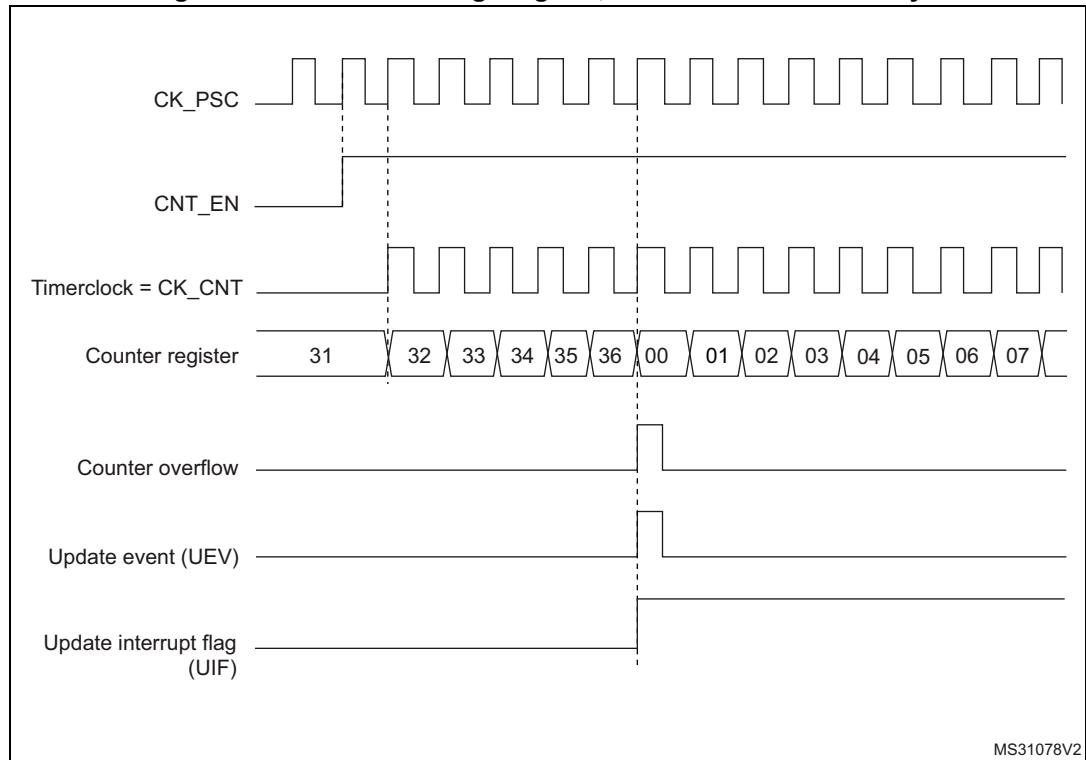 CK_PSC
CNT_EN
Timerclock = CK_CNT
Counter register 31 32 33 34 35 36 00 01 02 03 04 05 06 07
Counter overflow
Update event (UEV)
Update interrupt flag
(UIF)
MS31078V2